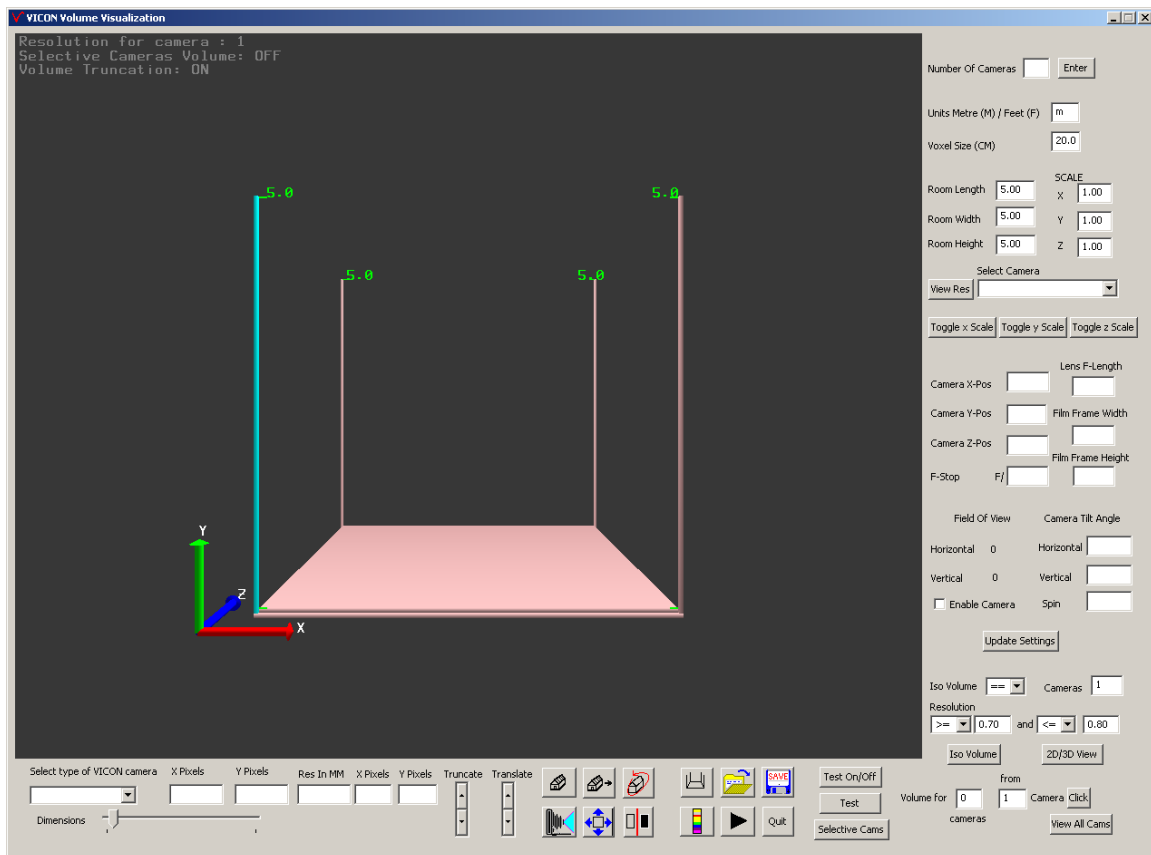 VICON Volume Visualization
Resolution for camera : 1
Selective Cameras Volume: OFF
Volume Truncation: ON
Number Of Cameras Enter
Units Metre (M) / Feet (F) m
Voxel Size (CM) 20.0
SCALE
Room Length 5.00 X 1.00
Room Width 5.00 Y 1.00
Room Height 5.00 Z 1.00
Select Camera
View Res
Toggle x Scale Toggle y Scale Toggle z Scale
Lens F-Length
Camera X-Pos
Camera Y-Pos Film Frame Width
Camera Z-Pos
Film Frame Height
F-Stop F/
Field Of View Camera Tilt Angle
Horizontal 0 Horizontal
Vertical 0 Vertical
Enable Camera Spin
Update Settings
Iso Volume == Cameras 1
Resolution
>= 0.70 and <= 0.80
Iso Volume 2D/3D View
from
Volume for 0 1 Camera Click
cameras
View All Cams
5.0 5.0
5.0 5.0
Y
Z
X
Select type of VICON camera X Pixels Y Pixels Res In MM X Pixels Y Pixels Truncate Translate
Dimensions
SAVE
Quit
Test On/Off
Test
Selective Cams